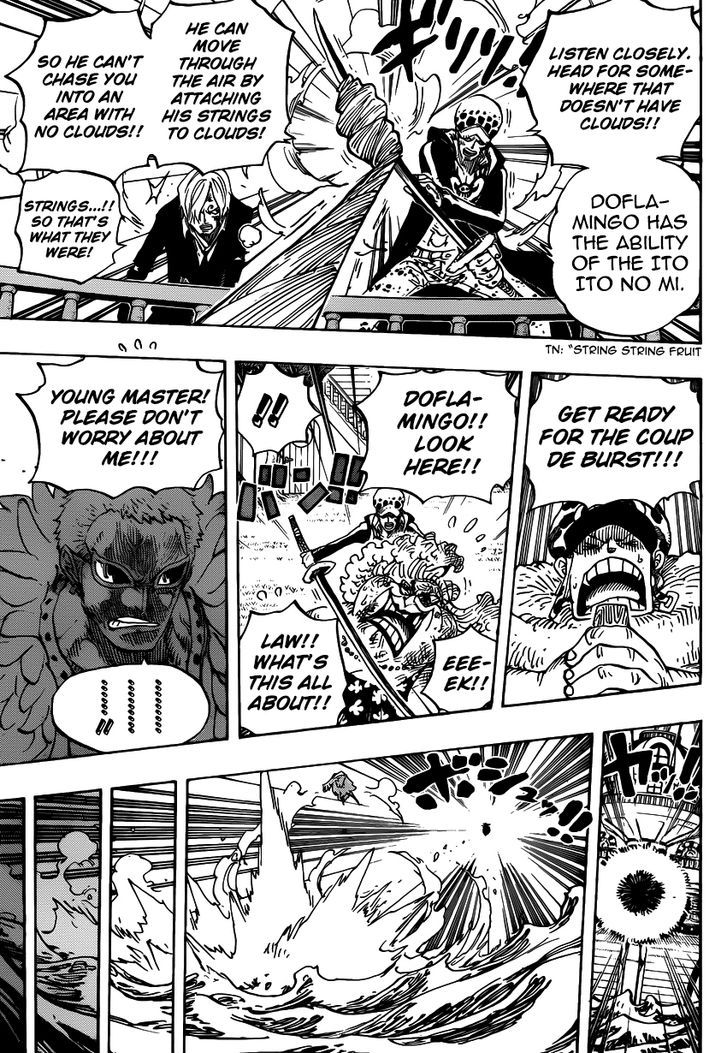 LISTEN CLOSELY.
HEAD FOR SOME-
WHERE THAT
DOESN'T HAVE
CLOUDS!!
DOFLA-
MINGO HAS
THE ABILITY
OF THE ITO
ITO NO MI.
HE CAN
MOVE
THROUGH
THE AIR BY
ATTACHING
HIS STRINGS
TO CLOUDS!
SO HE CAN'T
CHASE YOU
INTO AN
AREA WITH
NO CLOUDS!!
STRINGS...!!
SO THAT'S
WHAT THEY
WERE!
TN: "STRING STRING FRUIT
GET READY
FOR THE COUP
DE BURST!!!
DOFLA-
MINGO!!
LOOK
HERE!!
!!
EEE-
EK!!
LAW!!
WHAT'S
THIS ALL
ABOUT!!
YOUNG MASTER!
PLEASE DON'T
WORRY ABOUT
ME!!!